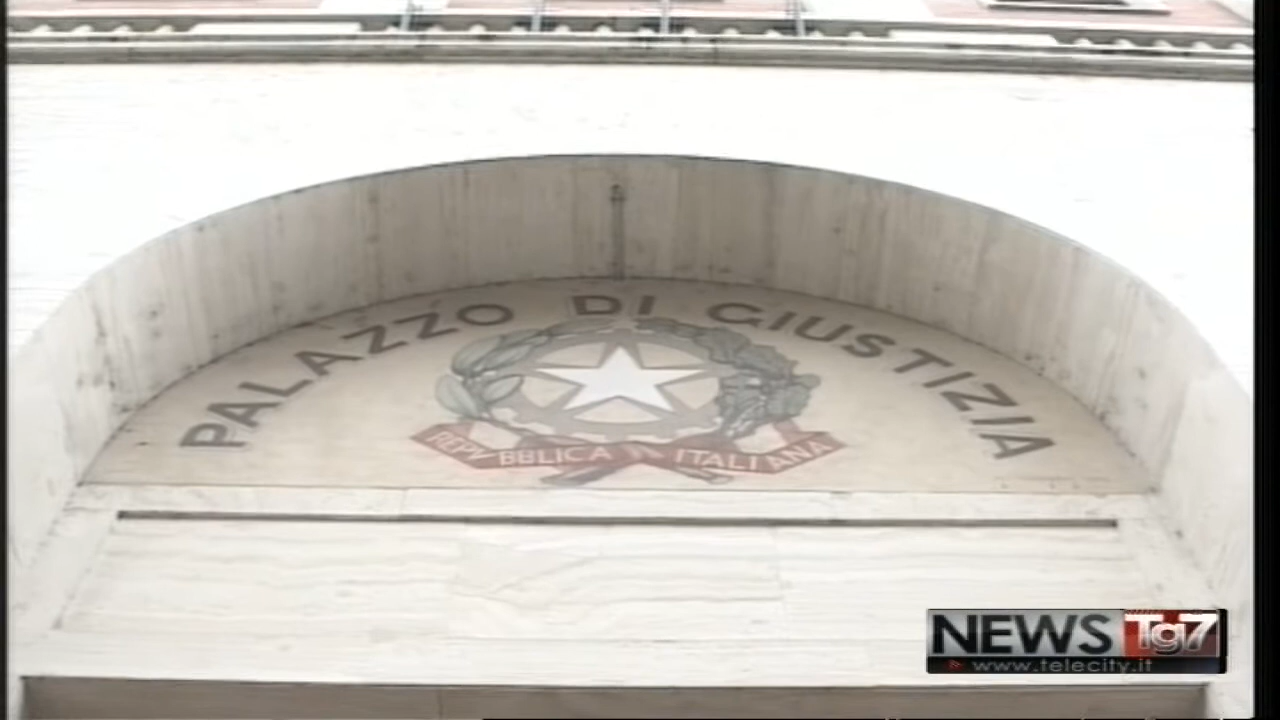 PALAZZO DI GIUSTIZIA
REPVBBLICA ITALIANA
NEWS Tg7
www.telecity.it